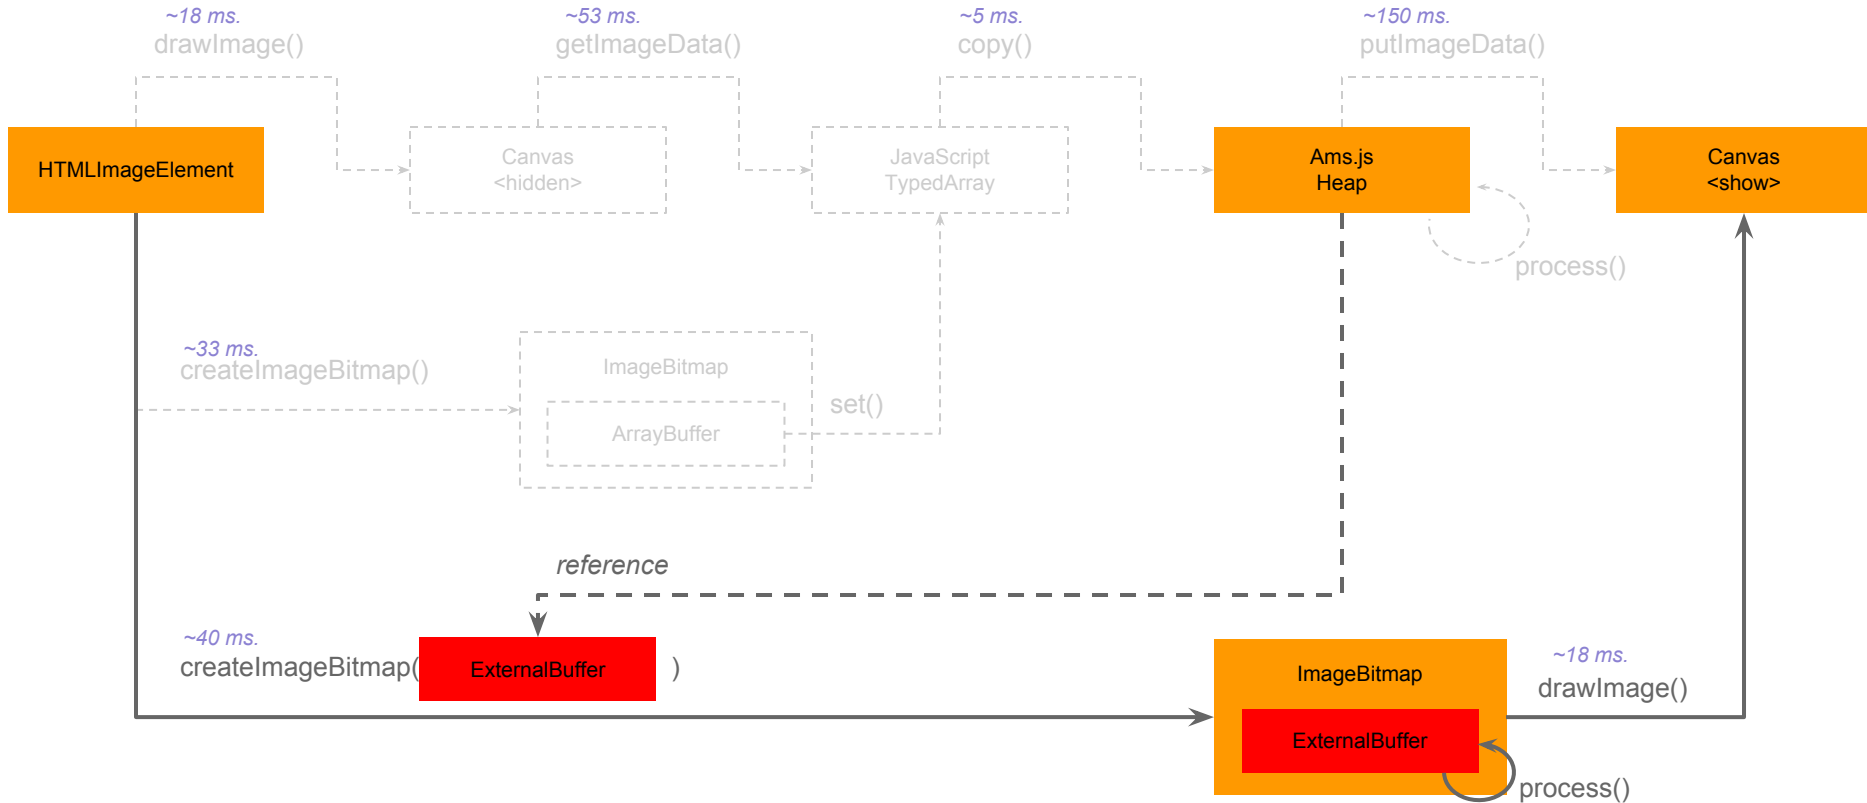 ~18 ms.
drawImage()
~53 ms.
getImageData()
~5 ms.
copy()
~150 ms.
putImageData()
HTMLImageElement
Canvas
<hidden>
JavaScript
TypedArray
Ams.js
Heap
Canvas
<show>
process()
~33 ms.
createImageBitmap()
ImageBitmap
ArrayBuffer
set()
reference
~40 ms.
createImageBitmap( ExternalBuffer )
ImageBitmap
ExternalBuffer
process()
~18 ms.
drawImage()